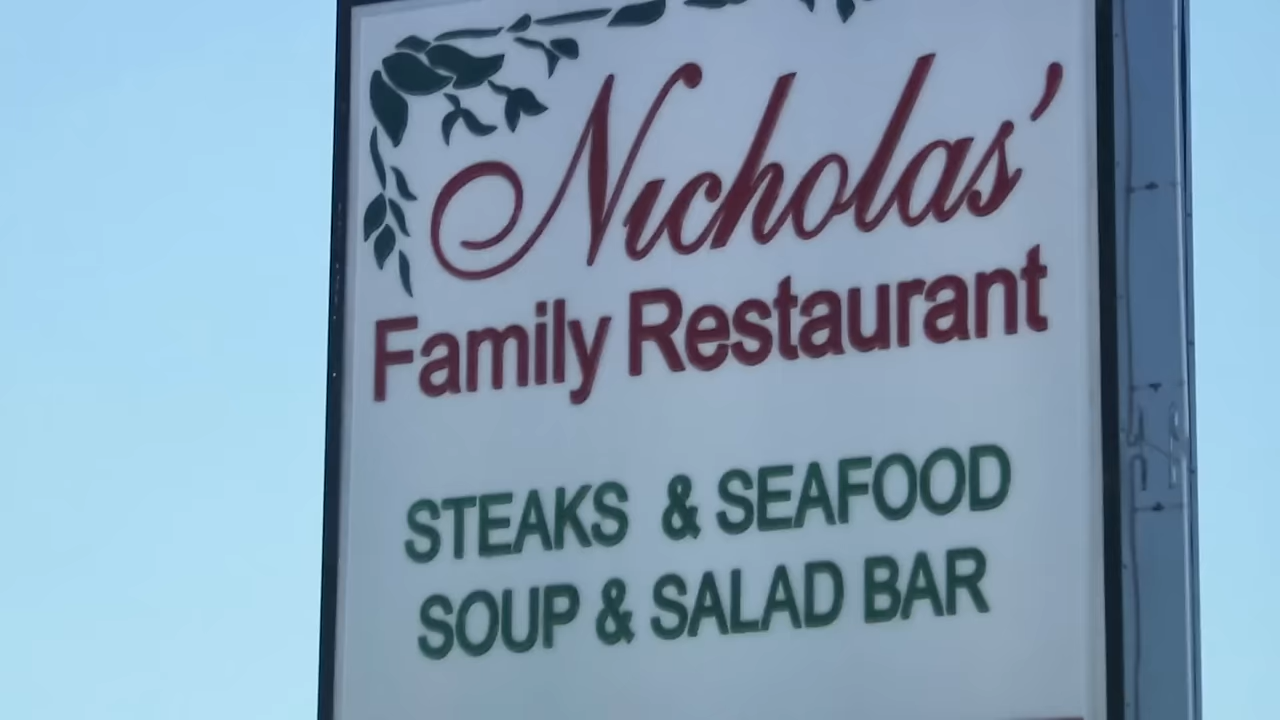 Nicholas'
Family Restaurant
STEAKS & SEAFOOD
SOUP & SALAD BAR